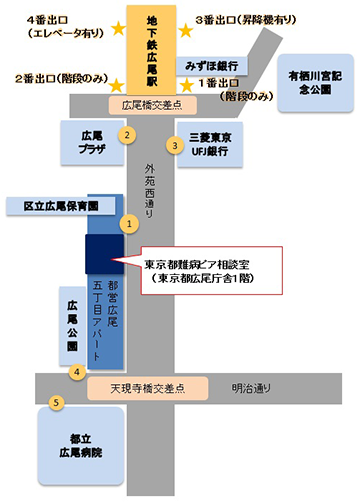 4番出口
(エレベータ有り)
地下鉄広尾駅
3番出口(昇降機有り)
みずほ銀行
有栖川宮記
念公園
2番出口(階段のみ)
1番出口
(階段のみ)
広尾橋交差点
広尾
プラザ
2
3
三菱東京
UFJ銀行
外苑西通り
区立広尾保育園
1
東京都難病ピア相談室
(東京都広尾庁舎1階)
都営広尾
五丁目アパート
広尾公園
4
天現寺橋交差点
明治通り
5
都立
広尾病院